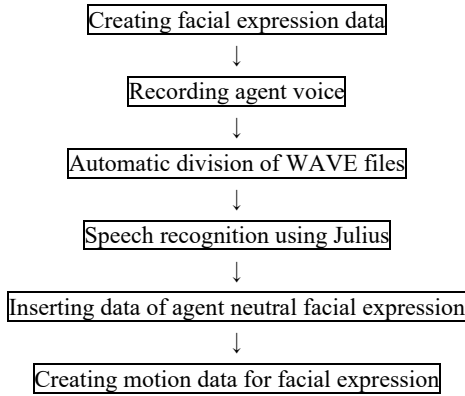 Creating facial expression data
↓
Recording agent voice
↓
Automatic division of WAVE files
↓
Speech recognition using Julius
↓
Inserting data of agent neutral facial expression
↓
Creating motion data for facial expression